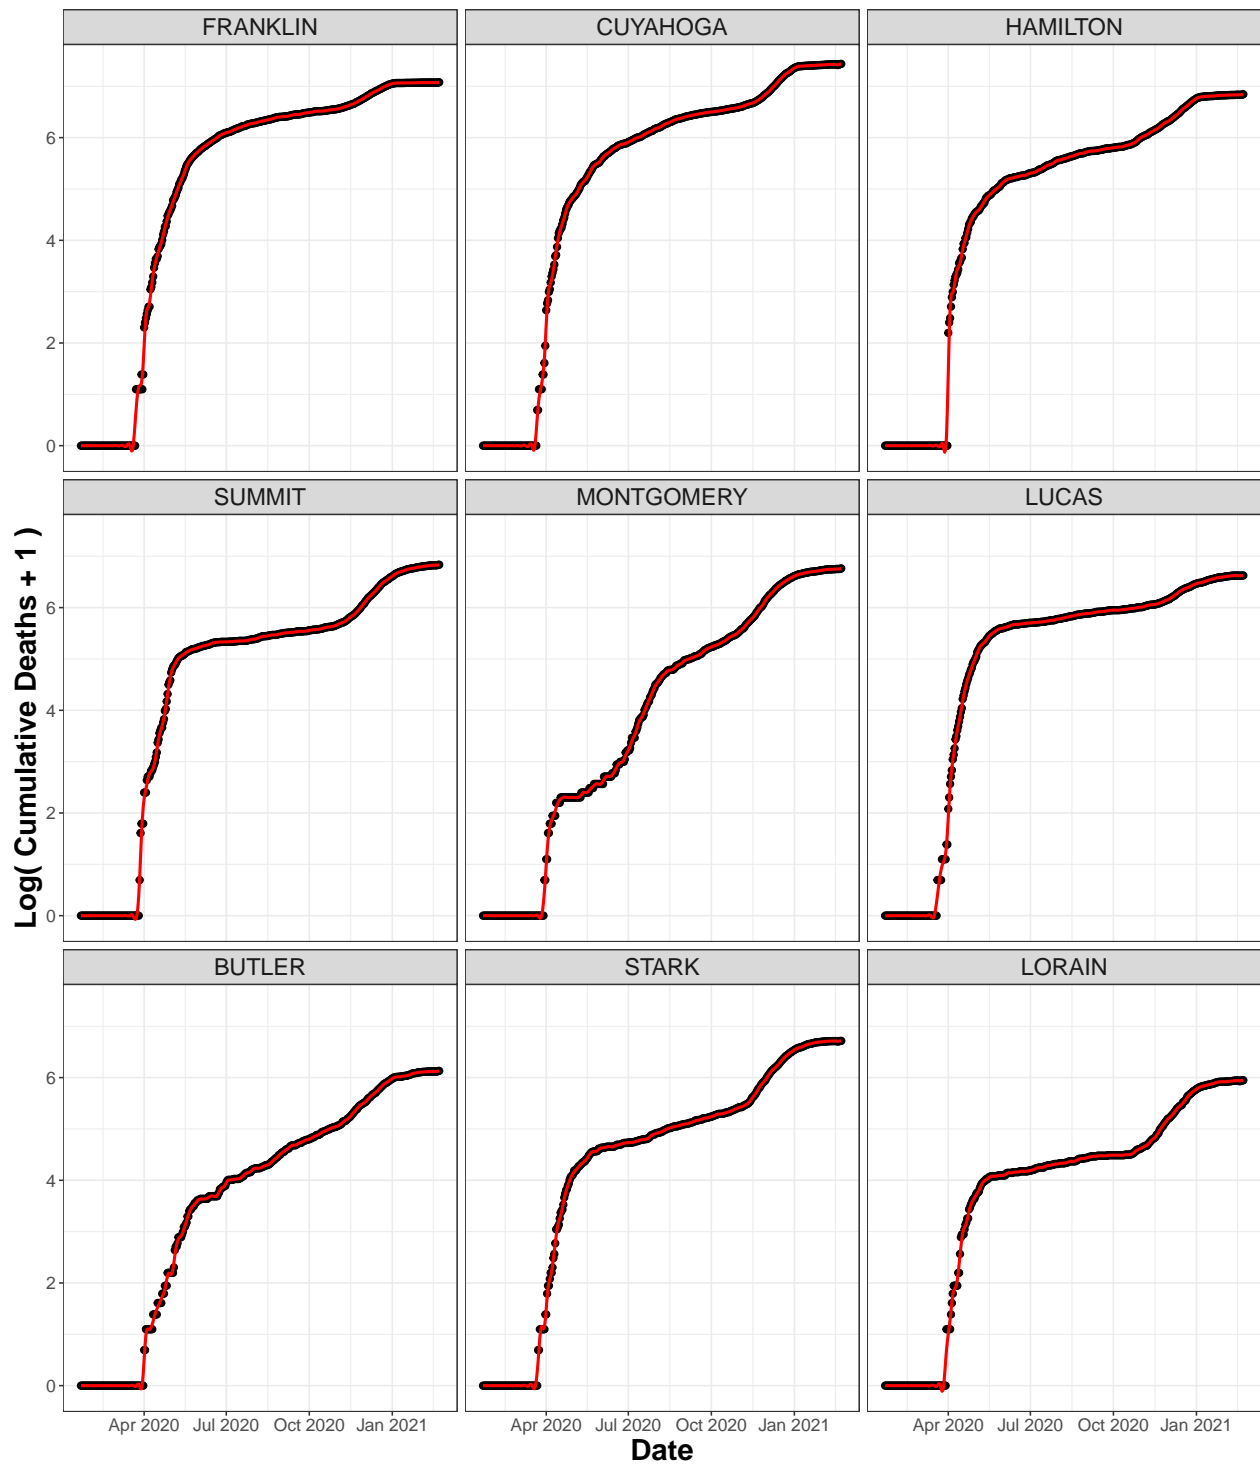 FRANKLIN CUYAHOGA HAMILTON
6
4
2
0
SUMMIT MONTGOMERY LUCAS
6
4
2
0
Log( Cumulative Deaths + 1 )
BUTLER STARK LORAIN
6
4
2
0
Apr 2020 Jul 2020 Oct 2020 Jan 2021 Apr 2020 Jul 2020 Oct 2020 Jan 2021 Apr 2020 Jul 2020 Oct 2020 Jan 2021
Date